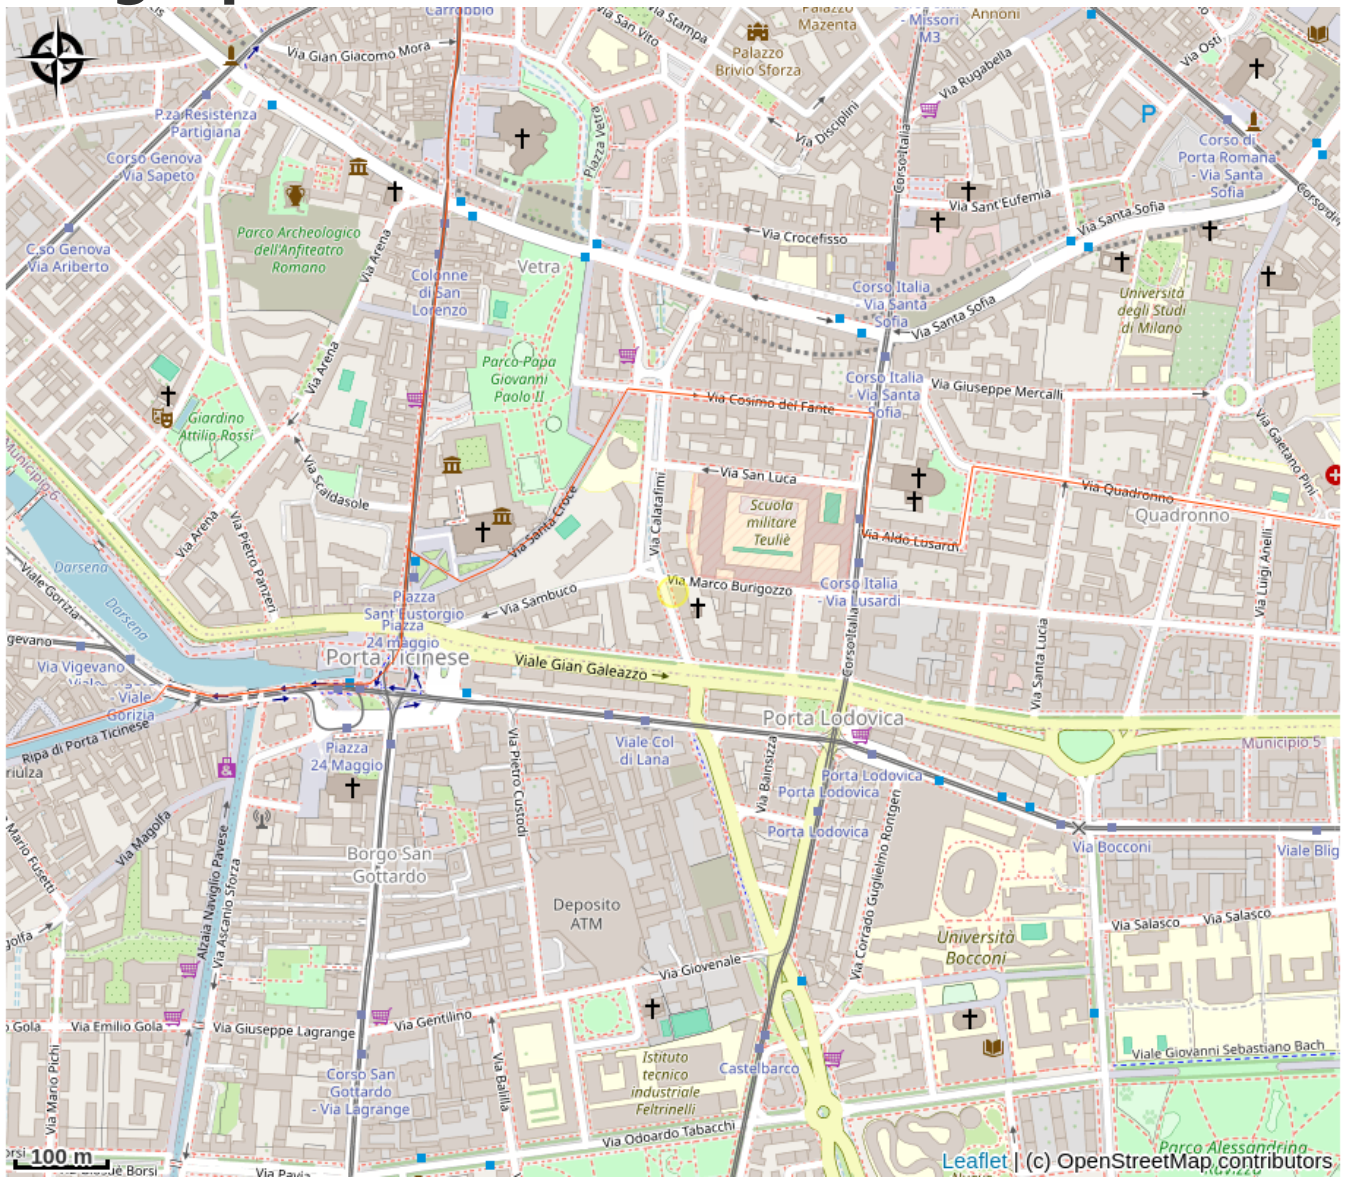 Carrobbio
Via San Vito
Via Stampa
Palazzo
Mazenta
- Missori
M3
Annoni
Via Osti
Via Gian Giacomo Mora
Palazzo
Brivio Sforza
Via Rugabella
P.za Resistenza
Partigiana
Via Disciplini
Piazza Vetra
Corso Italia
Corso Genova
- Via Sapeto
Corso di
Porta Romana
- Via Santa
Sofia
Via Sant'Eufemia
Via Santa Sofia
Parco Archeologico
dell'Anfiteatro
Romano
Via Arena
Via Crocefisso
C.so Genova
Via Ariberto
Vetra
Colonne
di San
Lorenzo
Corso Italia
- Via Santa
Sofia
Via Santa Sofia
Università
degli Studi
di Milano
Via Arena
Parco Papa
Giovanni
Paolo II
Corso Italia
- Via Santa
Sofia
Via Giuseppe Mercalli
Via Cosimo del Fante
Giardino
Attilio Rossi
Via Gaetano Pini
Municipio 6
Via Scaldasole
Via San Luca
Via Quadronno
Quadronno
Via Santa Croce
Via Calatafimi
Scuola
militare
Teuliè
Via Arena
Via Pietro Panzeri
Via Aldo Lusardi
Via Luigi Anelli
Darsena
Darsena
Viale Gorizia
Via Marco Burigozzo
Corso Italia
- Via Lusardi
Piazza
Sant'Eustorgio
Piazza
24 maggio
Via Sambuco
Corso Italia
Via Santa Lucia
Porta Ticinese
Viale Gian Galeazzo
Via Vigevano
- Viale
Gorizia
Ripa di Porta Ticinese
Porta Lodovica
Municipio 5
Piazza
24 Maggio
Viale Col
di Lana
Via Pietro Custodi
Via Bainsizza
Porta Lodovica
Porta Lodovica
Porta Lodovica
Via Magolfa
Via Corrado Guglielmo Rontgen
Via Bocconi
Borgo San
Gottardo
Alzaia Naviglio Pavese
Via Ascanio Sforza
Deposito
ATM
Via Salasco
Via Salasco
Università
Bocconi
Via Giovenale
Via Emilio Gola
Via Giuseppe Lagrange
Via Gentilino
Via Mario Pichi
Via Balilla
Istituto
tecnico
industriale
Feltrinelli
Castelbarco
Viale Giovanni Sebastiano Bach
Corso San
Gottardo
- Via Lagrange
Via Odoardo Tabacchi
Parco Alessandrina
Ravizza
100 m
Via Giosuè Borsi
Via Pavia
Leaflet | (c) OpenStreetMap contributors